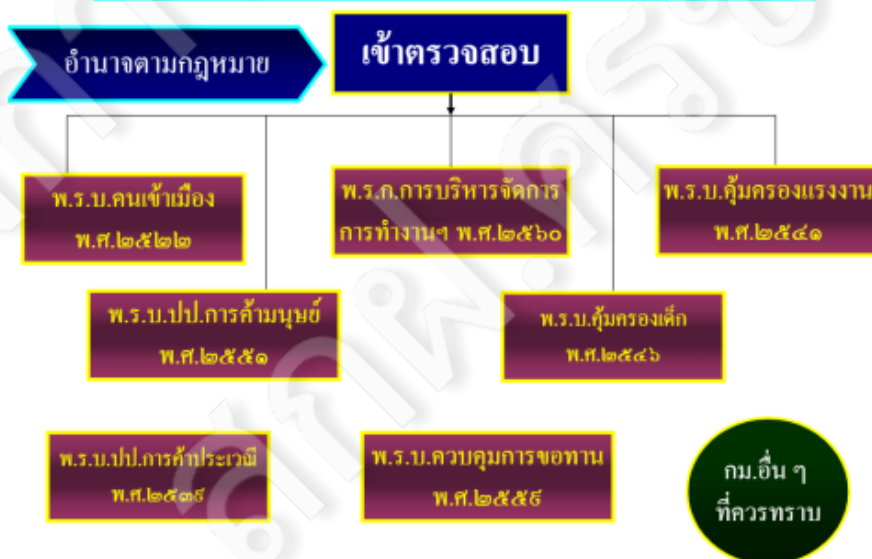 อำนาจตามกฎหมาย
เข้าตรวจสอบ
พ.ร.บ.คนเข้าเมือง
พ.ศ.๒๕๒๒
พ.ร.ก.การบริหารจัดการ
การทำงานฯ พ.ศ.๒๕๖๐
พ.ร.บ.คุ้มครองแรงงาน
พ.ศ.๒๕๔๑
พ.ร.บ.ปป.การค้ามนุษย์
พ.ศ.๒๕๕๑
พ.ร.บ.คุ้มครองเด็ก
พ.ศ.๒๕๔๖
พ.ร.บ.ปป.การค้าประเวณี
พ.ศ.๒๕๓๙
พ.ร.บ.ควบคุมการขอทาน
พ.ศ.๒๕๕๙
กม.อื่น ๆ
ที่ควรทราบ